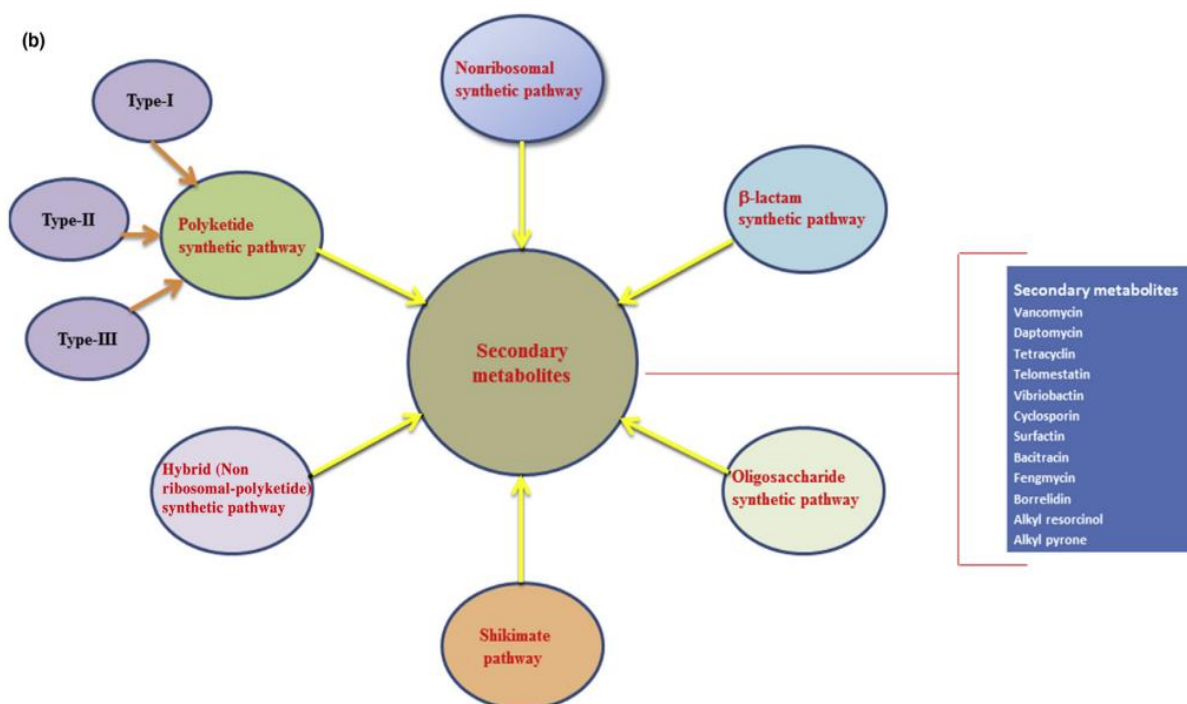 (b)
Type-I
Type-II
Type-III
Polyketide
synthetic pathway
Nonribosomal
synthetic pathway
β-lactam
synthetic pathway
Secondary
metabolites
Hybrid (Non
ribosomal-polyketide)
synthetic pathway
Shikimate
pathway
Oligosaccharide
synthetic pathway
Secondary metabolites
Vancomycin
Daptomycin
Tetracyclin
Telomestatin
Vibriobactin
Cyclosporin
Surfactin
Bacitracin
Fengmycin
Borrelidin
Alkyl resorcinol
Alkyl pyrone